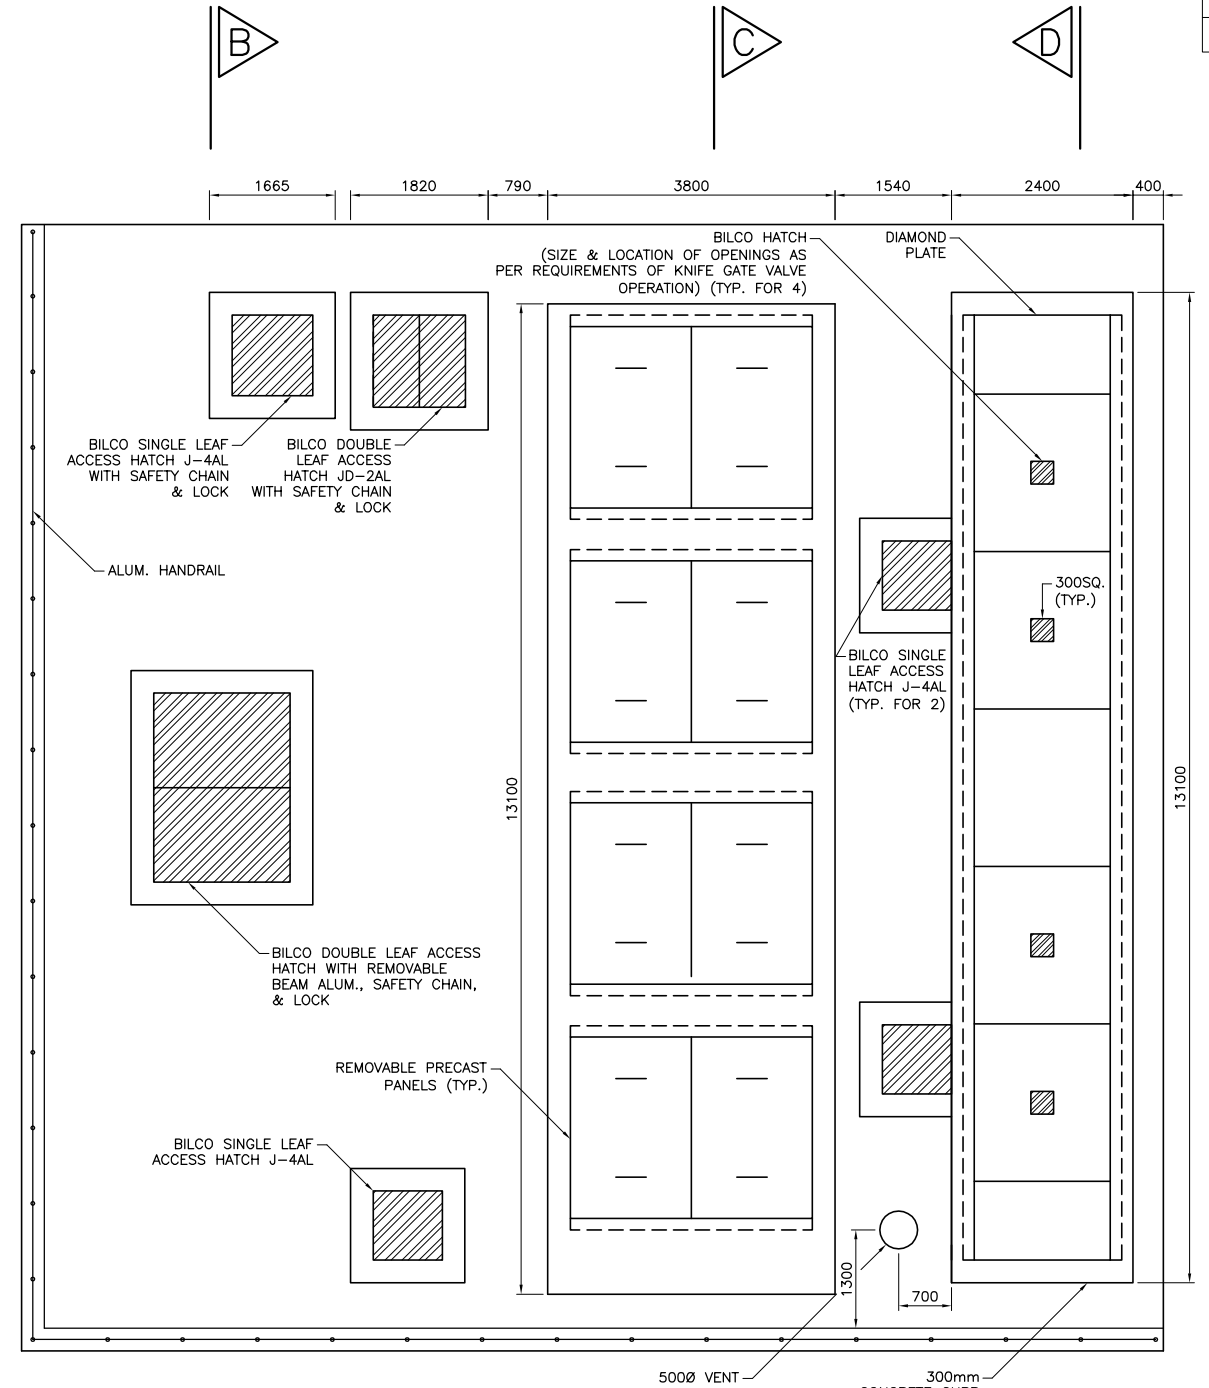 B
C
D
1665
1820
790
3800
1540
2400
400
BILCO HATCH
(SIZE & LOCATION OF OPENINGS AS
PER REQUIREMENTS OF KNIFE GATE VALVE
OPERATION) (TYP. FOR 4)
DIAMOND
PLATE
BILCO SINGLE LEAF
ACCESS HATCH J-4AL
WITH SAFETY CHAIN
& LOCK
BILCO DOUBLE
LEAF ACCESS
HATCH JD-2AL
WITH SAFETY CHAIN
& LOCK
ALUM. HANDRAIL
300SQ.
(TYP.)
BILCO SINGLE
LEAF ACCESS
HATCH J-4AL
(TYP. FOR 2)
13100
13100
BILCO DOUBLE LEAF ACCESS
HATCH WITH REMOVABLE
BEAM ALUM., SAFETY CHAIN,
& LOCK
REMOVABLE PRECAST
PANELS (TYP.)
BILCO SINGLE LEAF
ACCESS HATCH J-4AL
1300
700
500Ø VENT
300mm
CONCRETE CURB